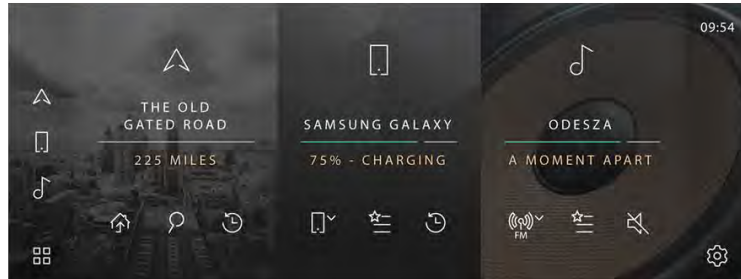 09:54
THE OLD
GATED ROAD
225 MILES
SAMSUNG GALAXY
75% - CHARGING
ODESZA
A MOMENT APART
FM